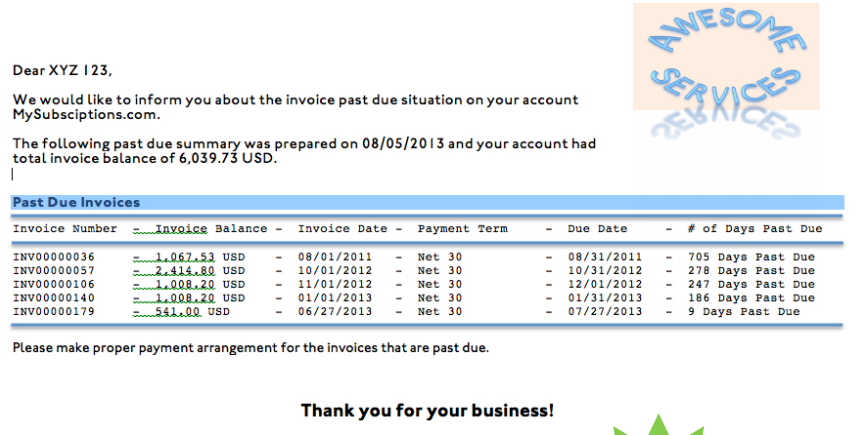 AWESOME
SERVICES
Dear XYZ 123,
We would like to inform you about the invoice past due situation on your account
MySubsciptions.com.
The following past due summary was prepared on 08/05/2013 and your account had
total invoice balance of 6,039.73 USD.
Past Due Invoices
Invoice Number - Invoice Balance - Invoice Date - Payment Term - Due Date - # of Days Past Due
INV00000036 - 1,067.53 USD - 08/01/2011 - Net 30 - 08/31/2011 - 705 Days Past Due
INV00000057 - 2,414.80 USD - 10/01/2012 - Net 30 - 10/31/2012 - 278 Days Past Due
INV00000106 - 1,008.20 USD - 11/01/2012 - Net 30 - 12/01/2012 - 247 Days Past Due
INV00000140 - 1,008.20 USD - 01/01/2013 - Net 30 - 01/31/2013 - 186 Days Past Due
INV00000179 - 541.00 USD - 06/27/2013 - Net 30 - 07/27/2013 - 9 Days Past Due
Please make proper payment arrangement for the invoices that are past due.
Thank you for your business!